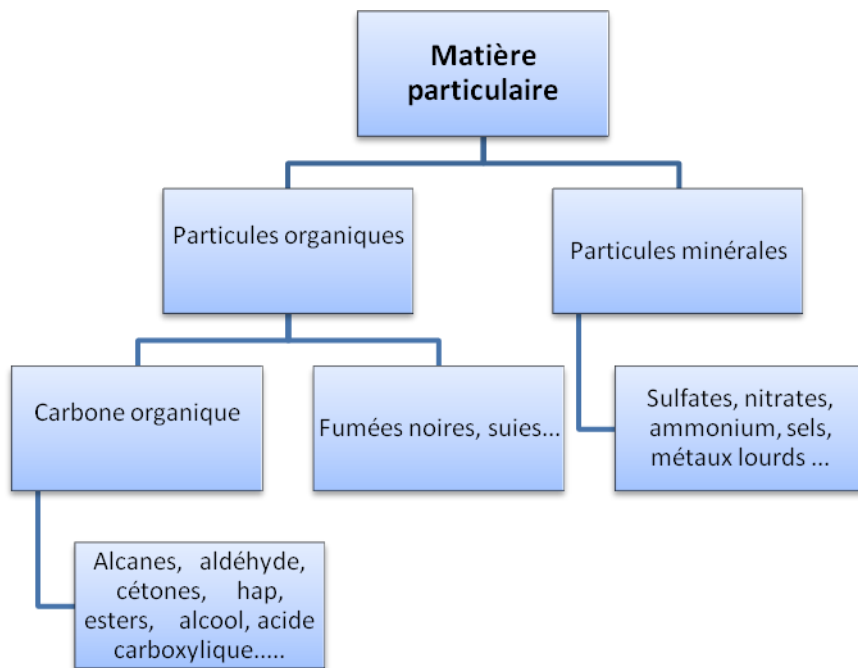 Matière
particulaire
Particules organiques
Particules minérales
Carbone organique
Fumées noires, suies...
Sulfates, nitrates,
ammonium, sels,
métaux lourds ...
Alcanes, aldéhyde,
cétones, hap,
esters, alcool, acide
carboxylique.....